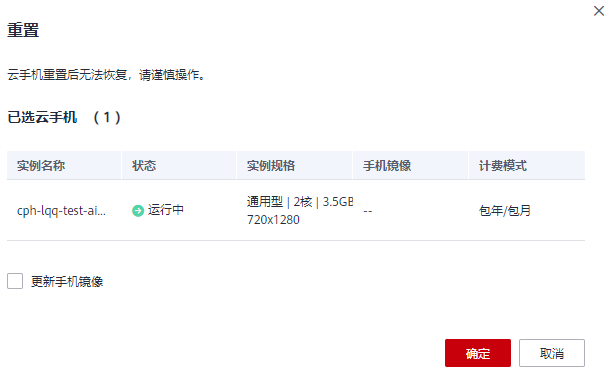 重置
云手机重置后无法恢复，请谨慎操作。
已选云手机 （1）
实例名称 状态 实例规格 手机镜像 计费模式
cph-lqq-test-ai... 运行中 通用型 | 2核 | 3.5GB -- 包年/包月
720x1280
更新手机镜像
确定 取消